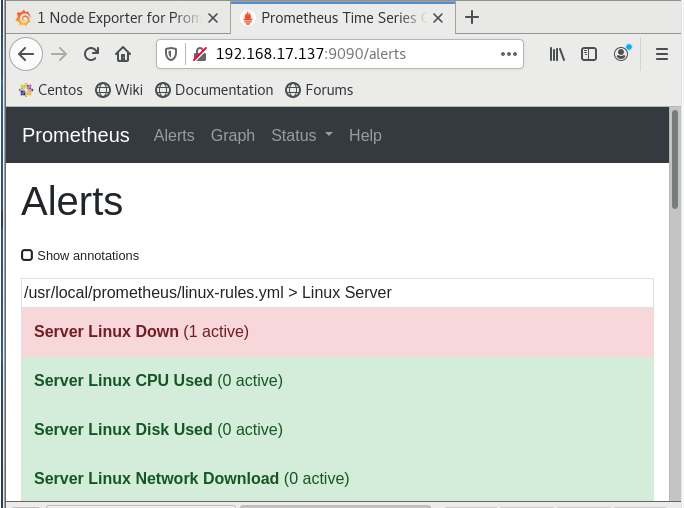 1 Node Exporter for Prom
Prometheus Time Series
192.168.17.137:9090/alerts
Centos Wiki Documentation Forums
Prometheus Alerts Graph Status Help
Alerts
Show annotations
/usr/local/prometheus/linux-rules.yml > Linux Server
Server Linux Down (1 active)
Server Linux CPU Used (0 active)
Server Linux Disk Used (0 active)
Server Linux Network Download (0 active)